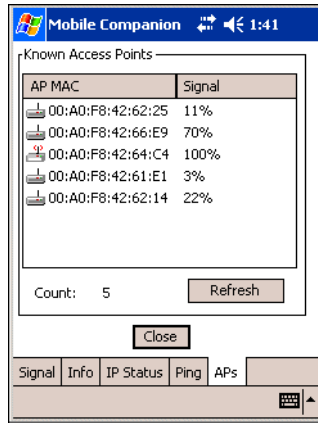 Mobile Companion 1:41
Known Access Points
AP MAC Signal
00:A0:F8:42:62:25 11%
00:A0:F8:42:66:E9 70%
00:A0:F8:42:64:C4 100%
00:A0:F8:42:61:E1 3%
00:A0:F8:42:62:14 22%
Count: 5 Refresh
Close
Signal Info IP Status Ping APs